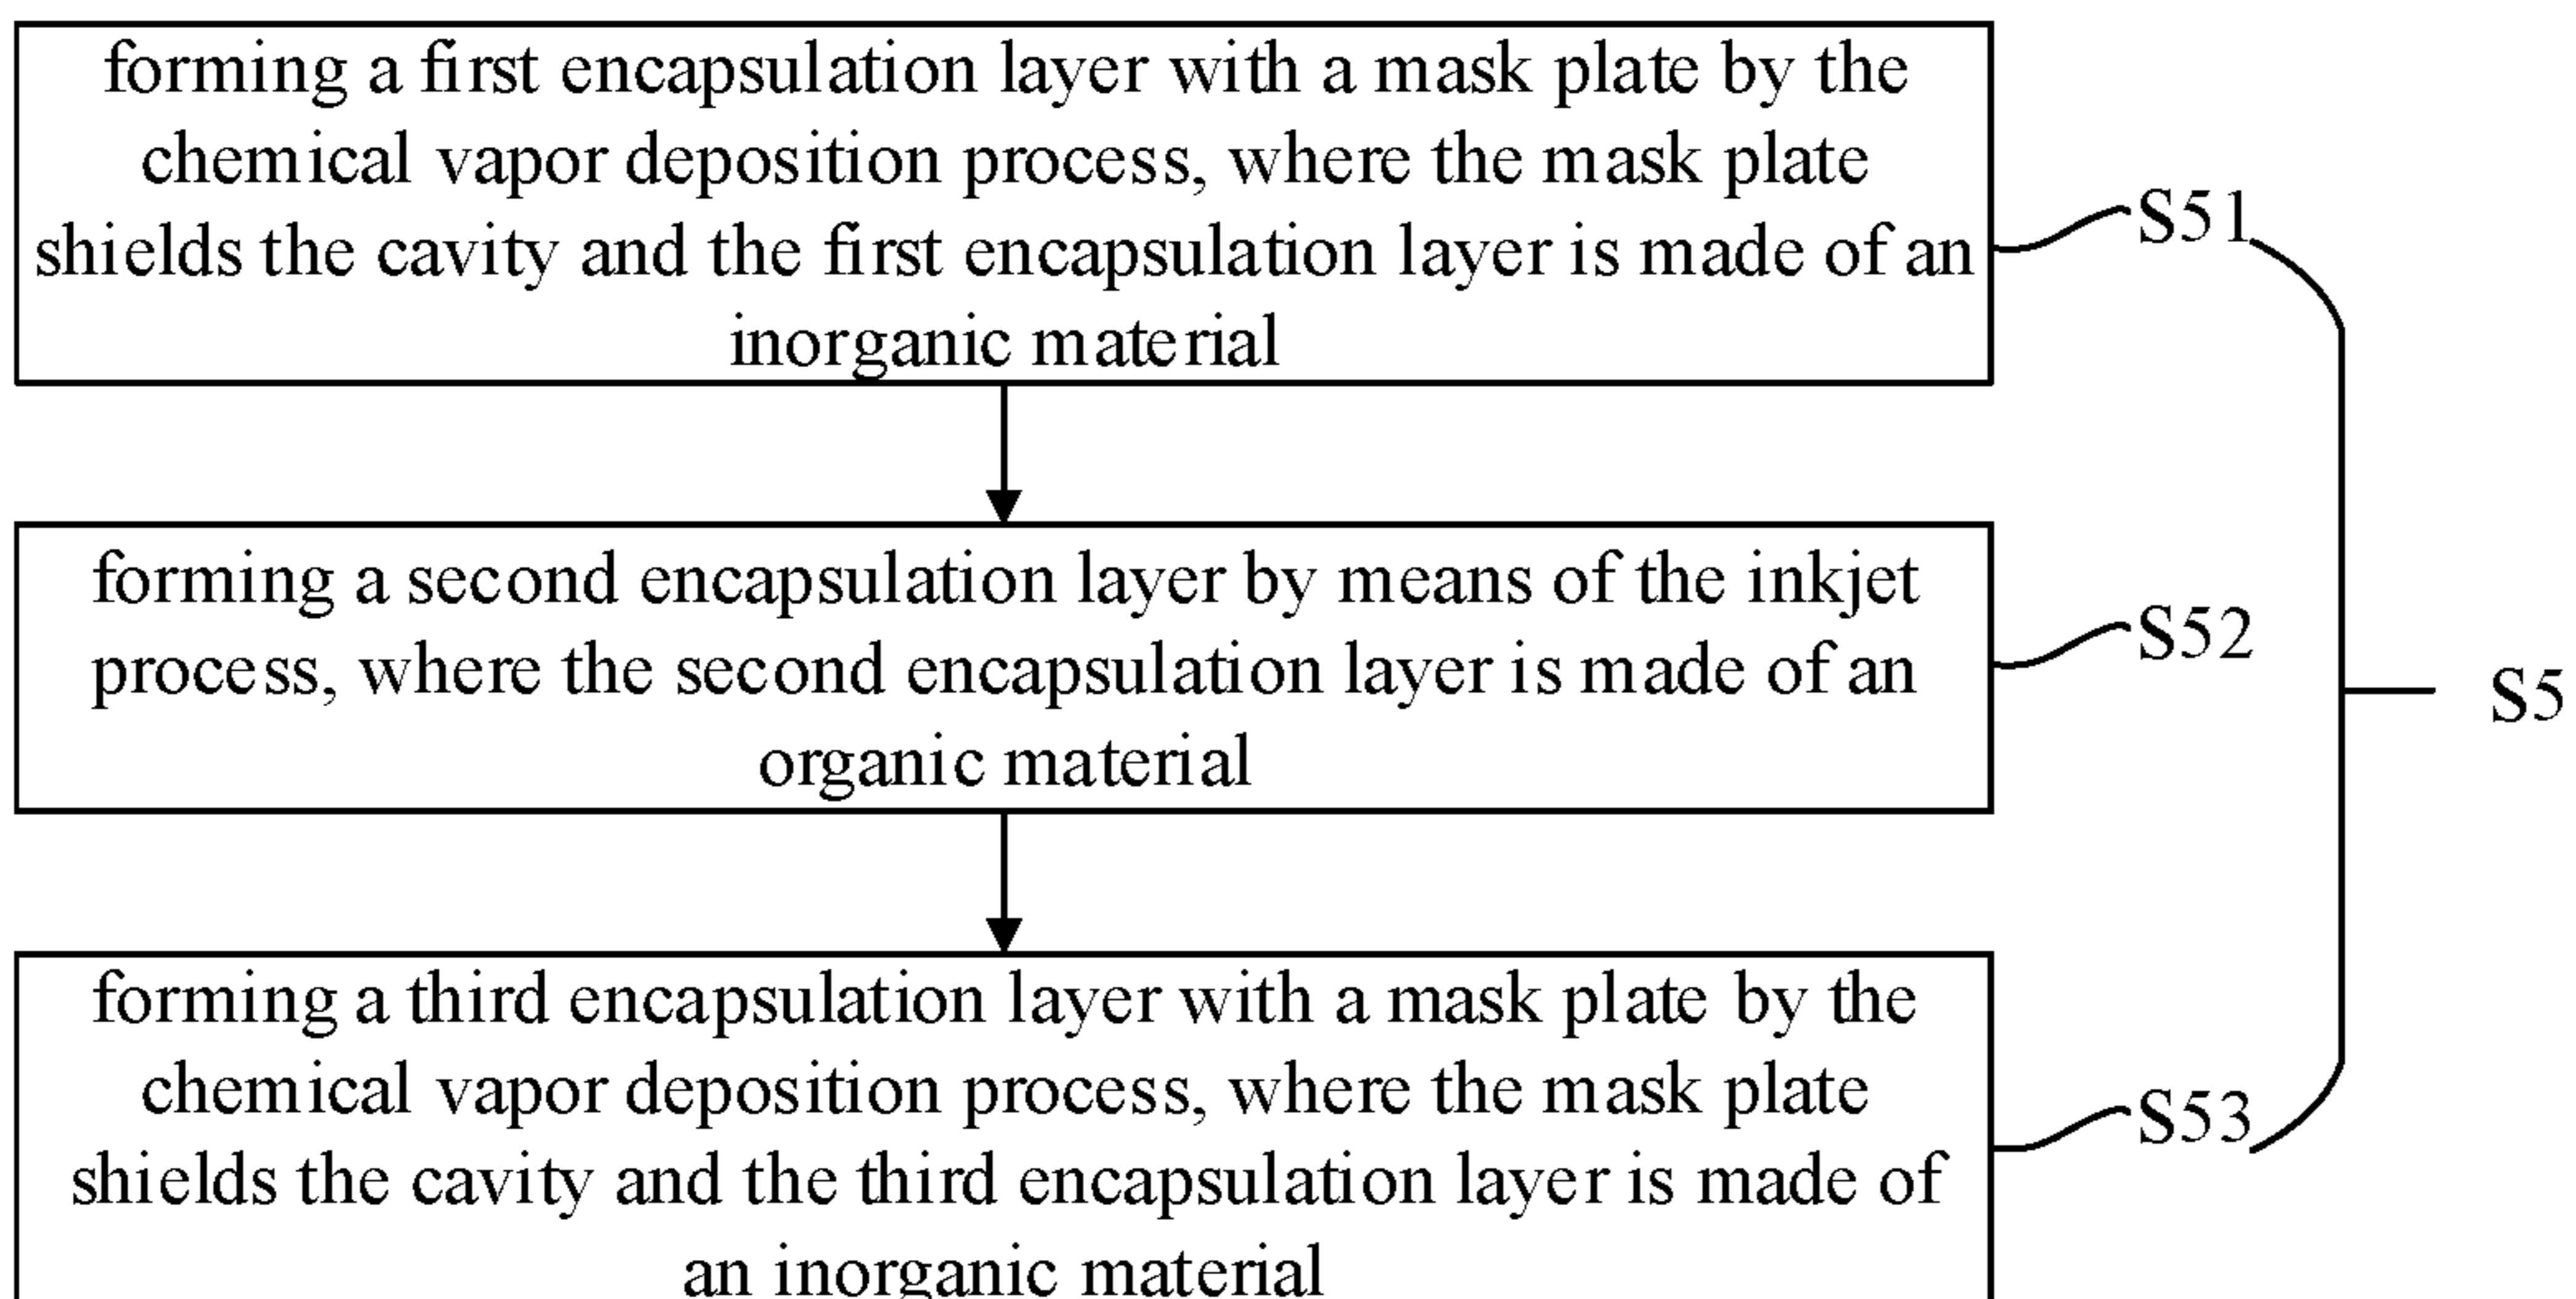 forming a first encapsulation layer with a mask plate by the
chemical vapor deposition process, where the mask plate
shields the cavity and the first encapsulation layer is made of an
inorganic material
S51
forming a second encapsulation layer by means of the inkjet
process, where the second encapsulation layer is made of an
organic material
S52
S5
forming a third encapsulation layer with a mask plate by the
chemical vapor deposition process, where the mask plate
shields the cavity and the third encapsulation layer is made of
an inorganic material
S53